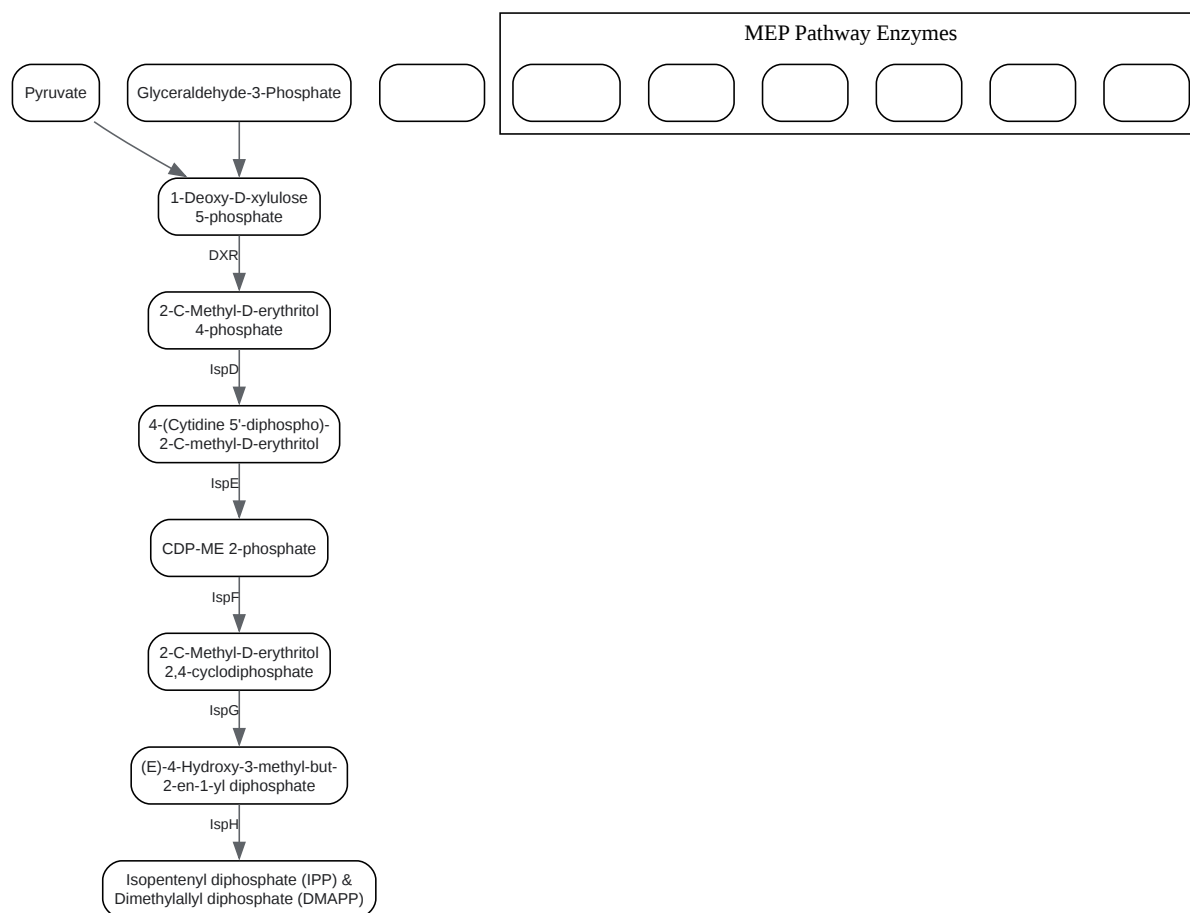 MEP Pathway Enzymes
Pyruvate
Glyceraldehyde-3-Phosphate
1-Deoxy-D-xylulose
5-phosphate
DXR
2-C-Methyl-D-erythritol
4-phosphate
IspD
4-(Cytidine 5'-diphospho)-
2-C-methyl-D-erythritol
IspE
CDP-ME 2-phosphate
IspF
2-C-Methyl-D-erythritol
2,4-cyclodiphosphate
IspG
(E)-4-Hydroxy-3-methyl-but-
2-en-1-yl diphosphate
IspH
Isopentenyl diphosphate (IPP) &
Dimethylallyl diphosphate (DMAPP)